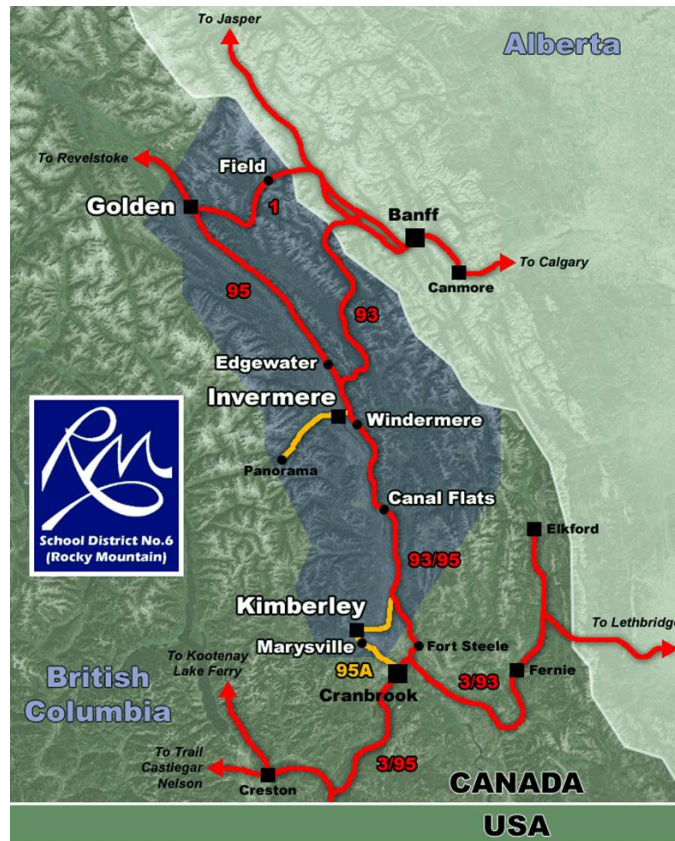 To Jasper
Alberta
To Revelstoke
Field
Golden
1
Banff
To Calgary
Canmore
95
93
Edgewater
Invermere
Windermere
Panorama
RM
School District No.6
(Rocky Mountain)
Canal Flats
Elkford
93/95
Kimberley
To Lethbridge
Marysville
Fort Steele
To Kootenay
Lake Ferry
95A
Fernie
British
Columbia
Cranbrook
3/93
To Trail
Castlegar
Nelson
3/95
Creston
CANADA
USA